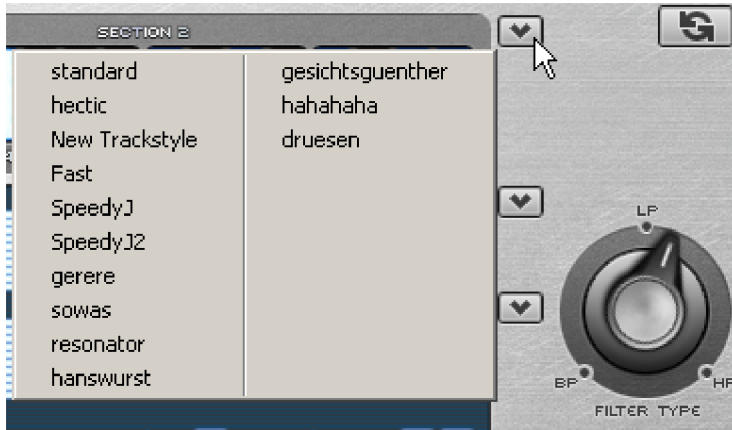 SECTION 2
standard
hectic
New Trackstyle
Fast
SpeedyJ
SpeedyJ2
gerere
sowas
resonator
hanswurst
gesichtsguenther
hahahaha
druesen
LP
BP
HP
FILTER TYPE